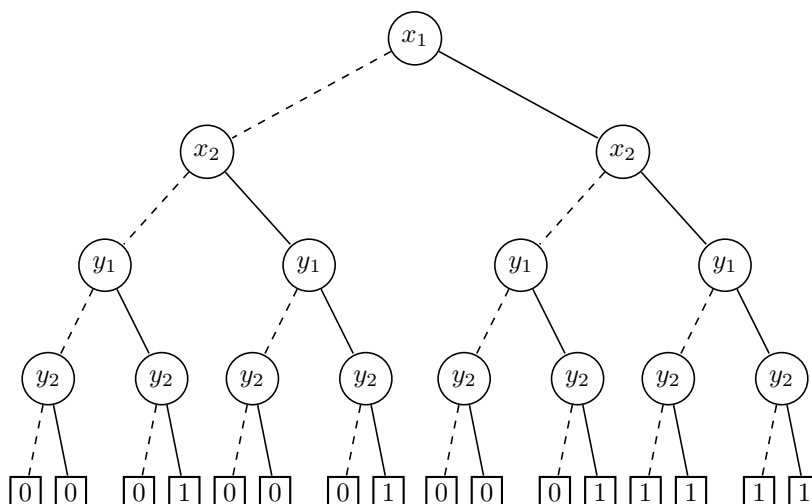 x₁
x₂ x₂
y₁ y₁ y₁ y₁
y₂ y₂ y₂ y₂ y₂ y₂ y₂ y₂
0 0 0 1 0 0 0 1 0 0 0 1 1 1 1 1